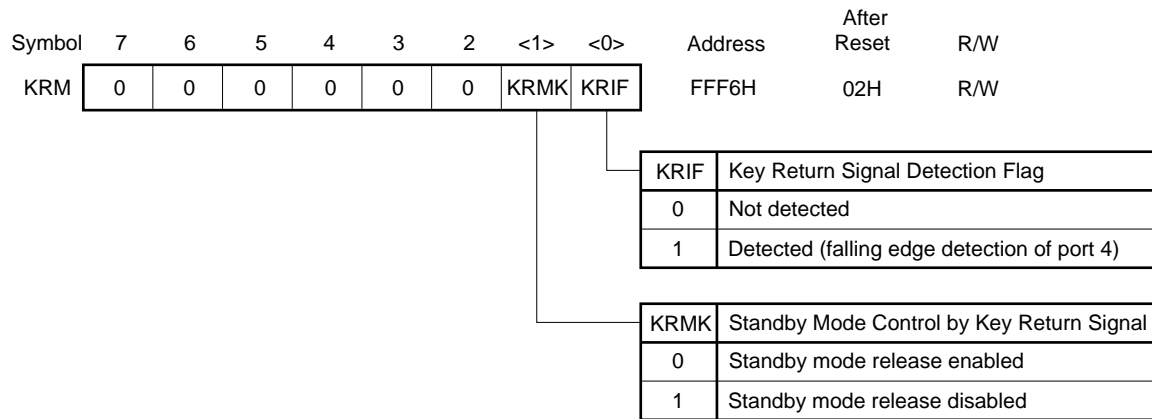 After
Symbol 7 6 5 4 3 2 <1> <0> Address Reset R/W
KRM 0 0 0 0 0 0 KRMK KRIF FFF6H 02H R/W
KRIF Key Return Signal Detection Flag
0 Not detected
1 Detected (falling edge detection of port 4)
KRMK Standby Mode Control by Key Return Signal
0 Standby mode release enabled
1 Standby mode release disabled